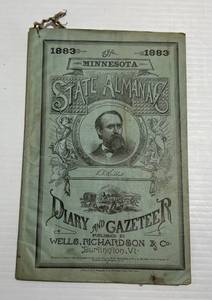 1883 1883
MINNESOTA
STATE ALMANAC
DIARY AND GAZETEER
PUBLISHED BY
WELLS, RICHARDSON & Co
Burlington, Vt.